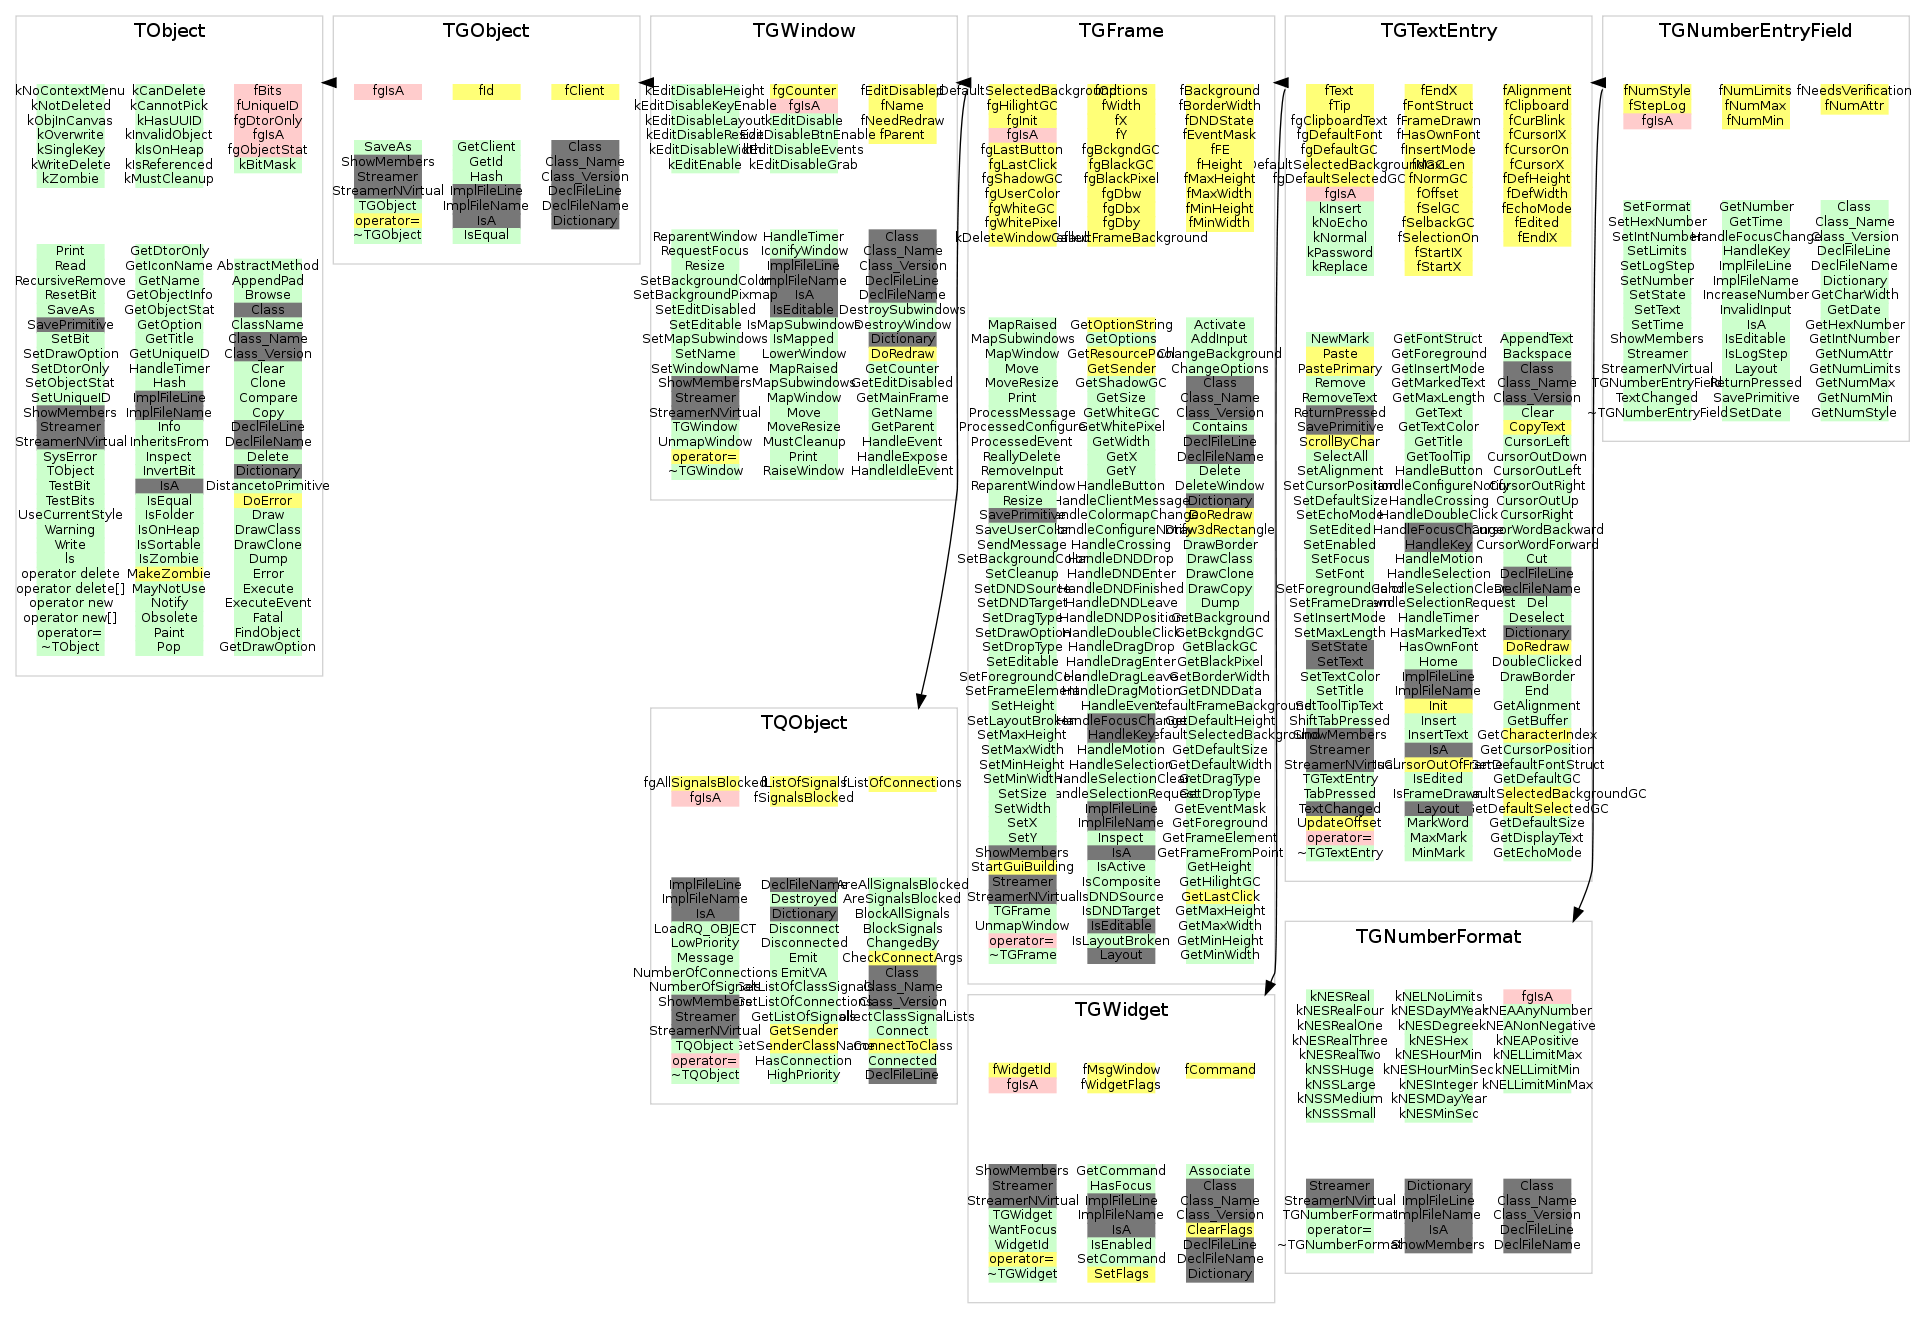 TObject
kNoContextMenu kCanDelete fBits
kNotDeleted kCannotPick fUniqueID
kObjInCanvas kHasUUID fgDtorOnly
kOverwrite kInvalidObject fgIsA
kSingleKey kIsOnHeap fgObjectStat
kWriteDelete kIsReferenced kBitMask
kZombie kMustCleanup
Print GetDtorOnly
Read GetIconName AbstractMethod
RecursiveRemove GetName AppendPad
ResetBit GetObjectInfo Browse
SaveAs GetObjectStat Class
SavePrimitive GetOption ClassName
SetBit GetTitle Class_Name
SetDrawOption GetUniqueID Class_Version
SetDtorOnly HandleTimer Clear
SetObjectStat Hash Clone
SetUniqueID ImplFileLine Compare
ShowMembers ImplFileName Copy
Streamer Info DeclFileLine
StreamerNVirtual InheritsFrom DeclFileName
SysError Inspect Delete
TObject InvertBit Dictionary
TestBit IsA DistancetoPrimitive
TestBits IsEqual DoError
UseCurrentStyle IsFolder Draw
Warning IsOnHeap DrawClass
Write IsSortable DrawClone
ls IsZombie Dump
operator delete MakeZombie Error
operator delete[] MayNotUse Execute
operator new Notify ExecuteEvent
operator new[] Obsolete Fatal
operator= Paint FindObject
~TObject Pop GetDrawOption
TGObject
fgIsA fId fClient
SaveAs GetClient Class
ShowMembers GetId Class_Name
Streamer Hash Class_Version
StreamerNVirtual ImplFileLine DeclFileLine
TGObject ImplFileName DeclFileName
operator= IsA Dictionary
~TGObject IsEqual
TGWindow
kEditDisableHeight fgCounter fEditDisabled
kEditDisableKeyEnable fgIsA fName
kEditDisableLayout kEditDisable fNeedRedraw
kEditDisableResize kEditDisableBtnEnable fParent
kEditDisableWidth kEditDisableEvents
kEditEnable kEditDisableGrab
ReparentWindow HandleTimer Class
RequestFocus IconifyWindow Class_Name
Resize ImplFileLine Class_Version
SetBackgroundColor ImplFileName DeclFileLine
SetBackgroundPixmap IsA DeclFileName
SetEditDisabled IsEditable DestroySubwindows
SetEditable IsMapSubwindows DestroyWindow
SetMapSubwindows IsMapped Dictionary
SetName LowerWindow DoRedraw
SetWindowName MapRaised GetCounter
ShowMembers MapSubwindows GetEditDisabled
Streamer MapWindow GetMainFrame
StreamerNVirtual Move GetName
TGWindow MoveResize GetParent
UnmapWindow MustCleanup HandleEvent
operator= Print HandleExpose
~TGWindow RaiseWindow HandleIdleEvent
TQObject
fgAllSignalsBlocked fListOfSignals fListOfConnections
fgIsA fSignalsBlocked
ImplFileLine DeclFileName AreAllSignalsBlocked
ImplFileName Destroyed AreSignalsBlocked
IsA Dictionary BlockAllSignals
LoadRQ_OBJECT Disconnect BlockSignals
LowPriority Disconnected ChangedBy
Message Emit CheckConnectArgs
NumberOfConnections EmitVA Class
NumberOfSignals GetListOfClassSignals Class_Name
ShowMembers GetListOfConnections Class_Version
Streamer GetListOfSignals CollectClassSignalLists
StreamerNVirtual GetSender Connect
TQObject GetSenderClassName ConnectToClass
operator= HasConnection Connected
~TQObject HighPriority DeclFileLine
TGFrame
fOptions fBackground
fgHilightGC fWidth fBorderWidth
fgInit fX fDNDState
fgIsA fY fEventMask
fgLastButton fgBckgndGC fFE
fgLastClick fgBlackGC fHeight
fgShadowGC fgBlackPixel fMaxHeight
fgUserColor fgDbw fMaxWidth
fgWhiteGC fgDbx fMinHeight
fgWhitePixel fgDby fMinWidth
MapRaised GetOptionString Activate
MapSubwindows GetOptions AddInput
MapWindow GetResourcePool ChangeBackground
Move GetSender ChangeOptions
MoveResize GetShadowGC Class
Print GetSize Class_Name
ProcessMessage GetWhiteGC Class_Version
ProcessedConfigure GetWhitePixel Contains
ProcessedEvent GetWidth DeclFileLine
ReallyDelete GetX DeclFileName
RemoveInput GetY Delete
ReparentWindow HandleButton DeleteWindow
Resize HandleClientMessage Dictionary
SavePrimitive HandleColormapChange DoRedraw
SaveUserColor HandleConfigureNotify Draw3dRectangle
SendMessage HandleCrossing DrawBorder
SetBackgroundColor HandleDNDDrop DrawClass
SetCleanup HandleDNDEnter DrawClone
SetDNDSource HandleDNDFinished DrawCopy
SetDNDTarget HandleDNDLeave Dump
SetDragType HandleDNDPosition GetBackground
SetDrawOption HandleDoubleClick GetBckgndGC
SetDropType HandleDragDrop GetBlackGC
SetEditable HandleDragEnter GetBlackPixel
SetForegroundColor HandleDragLeave GetBorderWidth
SetFrameElement HandleDragMotion GetDNDData
SetHeight HandleEvent GetDefaultFrameBackground
SetLayoutBroken HandleFocusChange GetDefaultHeight
SetMaxHeight HandleKey GetDefaultSelectedBackground
SetMaxWidth HandleMotion GetDefaultSize
SetMinHeight HandleSelection GetDefaultWidth
SetMinWidth HandleSelectionClear GetDragType
SetSize HandleSelectionRequest GetDropType
SetWidth ImplFileLine GetEventMask
SetX ImplFileName GetForeground
SetY Inspect GetFrameElement
ShowMembers IsA GetFrameFromPoint
StartGuiBuilding IsActive GetHeight
Streamer IsComposite GetHilightGC
StreamerNVirtual IsDNDSource GetLastClick
TGFrame IsDNDTarget GetMaxHeight
UnmapWindow IsEditable GetMaxWidth
operator= IsLayoutBroken GetMinHeight
~TGFrame Layout GetMinWidth
TGWidget
fWidgetId fMsgWindow fCommand
fgIsA fWidgetFlags
ShowMembers GetCommand Associate
Streamer HasFocus Class
StreamerNVirtual ImplFileLine Class_Name
TGWidget ImplFileName Class_Version
WantFocus IsA ClearFlags
WidgetId IsEnabled DeclFileLine
operator= SetCommand DeclFileName
~TGWidget SetFlags Dictionary
TGTextEntry
fText fEndX fAlignment
fTip fFontStruct fClipboard
fgClipboardText fFrameDrawn fCurBlink
fgDefaultFont fHasOwnFont fCursorIX
fgDefaultGC fInsertMode fCursorOn
fMaxLen fCursorX
fgDefaultSelectedGC fNormGC fDefHeight
fgIsA fOffset fDefWidth
kInsert fSelGC fEchoMode
kNoEcho fSelbackGC fEdited
kNormal fSelectionOn fEndIX
kPassword fStartIX
kReplace fStartX
NewMark GetFontStruct AppendText
Paste GetForeground Backspace
PastePrimary GetInsertMode Class
Remove GetMarkedText Class_Name
RemoveText GetMaxLength Class_Version
ReturnPressed GetText Clear
SavePrimitive GetTextColor CopyText
ScrollByChar GetTitle CursorLeft
SelectAll GetToolTip CursorOutDown
SetAlignment HandleButton CursorOutLeft
SetCursorPosition HandleConfigureNotify CursorOutRight
SetDefaultSize HandleCrossing CursorOutUp
SetEchoMode HandleDoubleClick CursorRight
SetEdited HandleFocusChange CursorWordBackward
SetEnabled HandleKey CursorWordForward
SetFocus HandleMotion Cut
SetFont HandleSelection DeclFileLine
SetForegroundColor HandleSelectionClear DeclFileName
SetFrameDrawn HandleSelectionRequest Del
SetInsertMode HandleTimer Deselect
SetMaxLength HasMarkedText Dictionary
SetState HasOwnFont DoRedraw
SetText Home DoubleClicked
SetTextColor ImplFileLine DrawBorder
SetTitle ImplFileName End
SetToolTipText Init GetAlignment
ShiftTabPressed Insert GetBuffer
ShowMembers InsertText GetCharacterIndex
Streamer IsA GetCursorPosition
StreamerNVirtual IsCursorOutOfFrame GetDefaultFontStruct
TGTextEntry IsEdited GetDefaultGC
TabPressed IsFrameDrawn
TextChanged Layout GetDefaultSelectedGC
UpdateOffset MarkWord GetDefaultSize
operator= MaxMark GetDisplayText
~TGTextEntry MinMark GetEchoMode
TGNumberFormat
kNESReal kNELNoLimits fgIsA
kNESRealFour kNESDayMYear kNEAAnyNumber
kNESRealOne kNESDegree kNEANonNegative
kNESRealThree kNESHex kNEAPositive
kNESRealTwo kNESHourMin kNELLimitMax
kNSSHuge kNESHourMinSec kNELLimitMin
kNSSLarge kNESInteger kNELLimitMinMax
kNSSMedium kNESMDayYear
kNSSSmall kNESMinSec
Streamer Dictionary Class
StreamerNVirtual ImplFileLine Class_Name
TGNumberFormat ImplFileName Class_Version
operator= IsA DeclFileLine
~TGNumberFormat ShowMembers DeclFileName
TGNumberEntryField
fNumStyle fNumLimits fNeedsVerification
fStepLog fNumMax fNumAttr
fgIsA fNumMin
SetFormat GetNumber Class
SetHexNumber GetTime Class_Name
SetIntNumber HandleFocusChange Class_Version
SetLimits HandleKey DeclFileLine
SetLogStep ImplFileLine DeclFileName
SetNumber ImplFileName Dictionary
SetState IncreaseNumber GetCharWidth
SetText InvalidInput GetDate
SetTime IsA GetHexNumber
ShowMembers IsEditable GetIntNumber
Streamer IsLogStep GetNumAttr
StreamerNVirtual Layout GetNumLimits
TGNumberEntryField ReturnPressed GetNumMax
TextChanged SavePrimitive GetNumMin
~TGNumberEntryField SetDate GetNumStyle